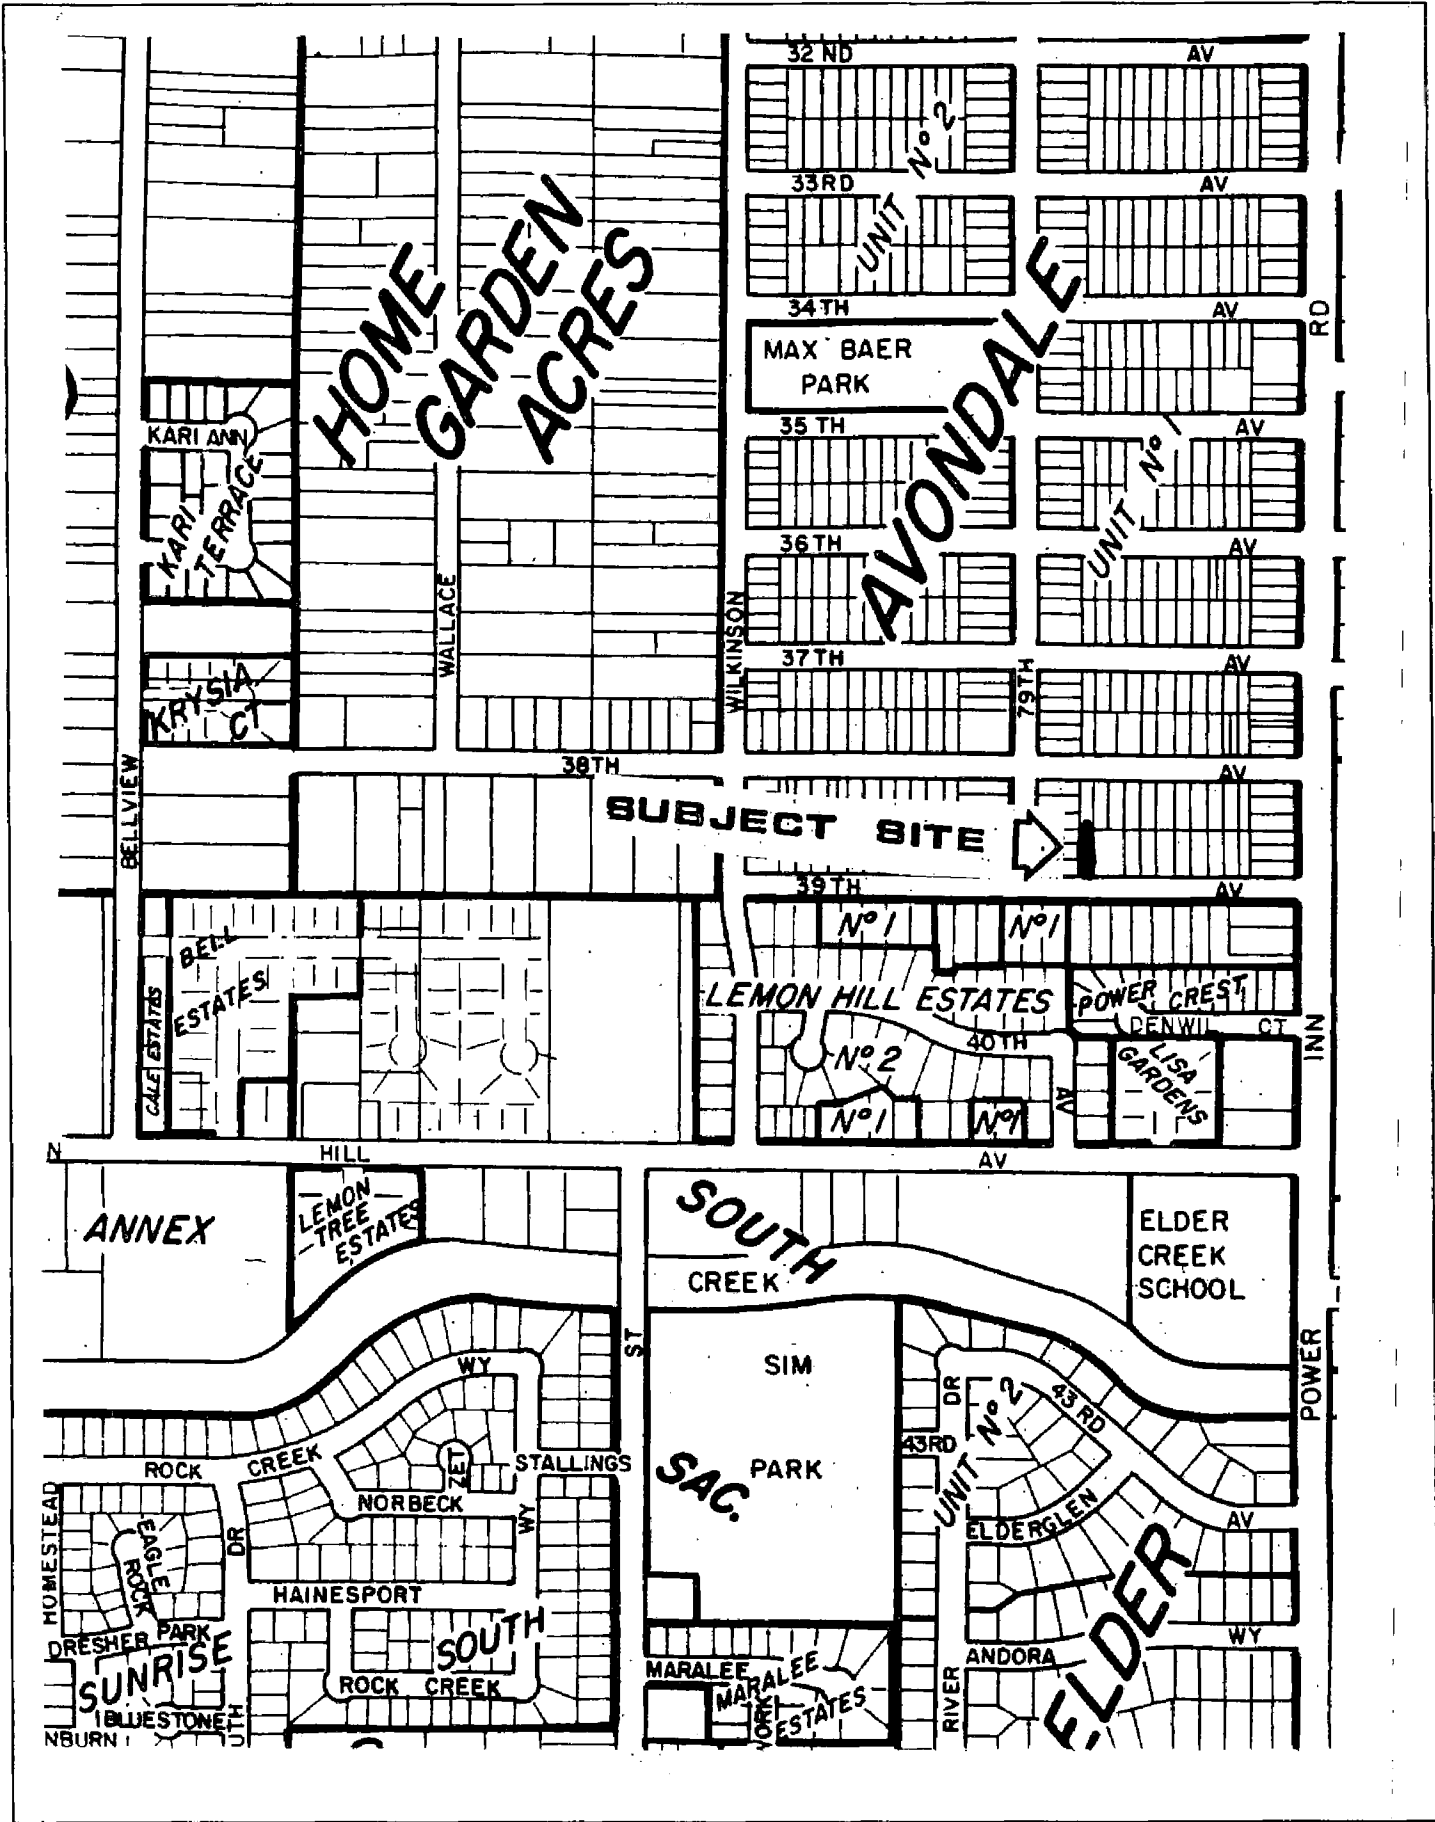 32 ND
AV
UNIT Nº 2
33RD
AV
HOME
GARDEN
ACRES
34TH
AV
RD
MAX BAER
PARK
AVONDALE
35 TH
AV
UNIT Nº 1
KARI ANN
KARI
TERRACE
36TH
AV
WALLACE
WILKINSON
37TH
79TH
AV
KRYSIA
CT
BELLVIEW
38TH
AV
SUBJECT SITE
39TH
AV
Nº 1
Nº 1
BELL
ESTATES
CALE ESTATES
LEMON HILL ESTATES
POWER CREST
DENWIL CT
INN
40TH
AV
Nº 2
LISA
GARDENS
Nº 1
Nº 1
N
HILL
AV
ANNEX
LEMON
TREE
ESTATES
SOUTH
CREEK
ELDER
CREEK
SCHOOL
ST
SIM
PARK
POWER
WY
DR
43 RD
UNIT Nº 2
43RD
ROCK
CREEK
ZET
STALLINGS
SAC.
NORBECK
WY
HOMESTEAD
EAGLE
ROCK
DR
ELDERGLEN
AV
ELDER
HAINESPORT
DRESHER PARK
SUNRISE
SOUTH
ROCK CREEK
MARALEE
MARALEE
ESTATES
ORK
RIVER
ANDORA
WY
BLUESTONE
UTH
NBURN